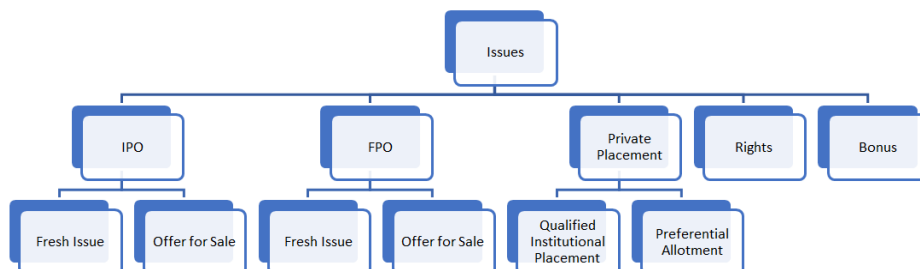 Issues
IPO
FPO
Private
Placement
Rights
Bonus
Fresh Issue
Offer for Sale
Fresh Issue
Offer for Sale
Qualified
Institutional
Placement
Preferential
Allotment